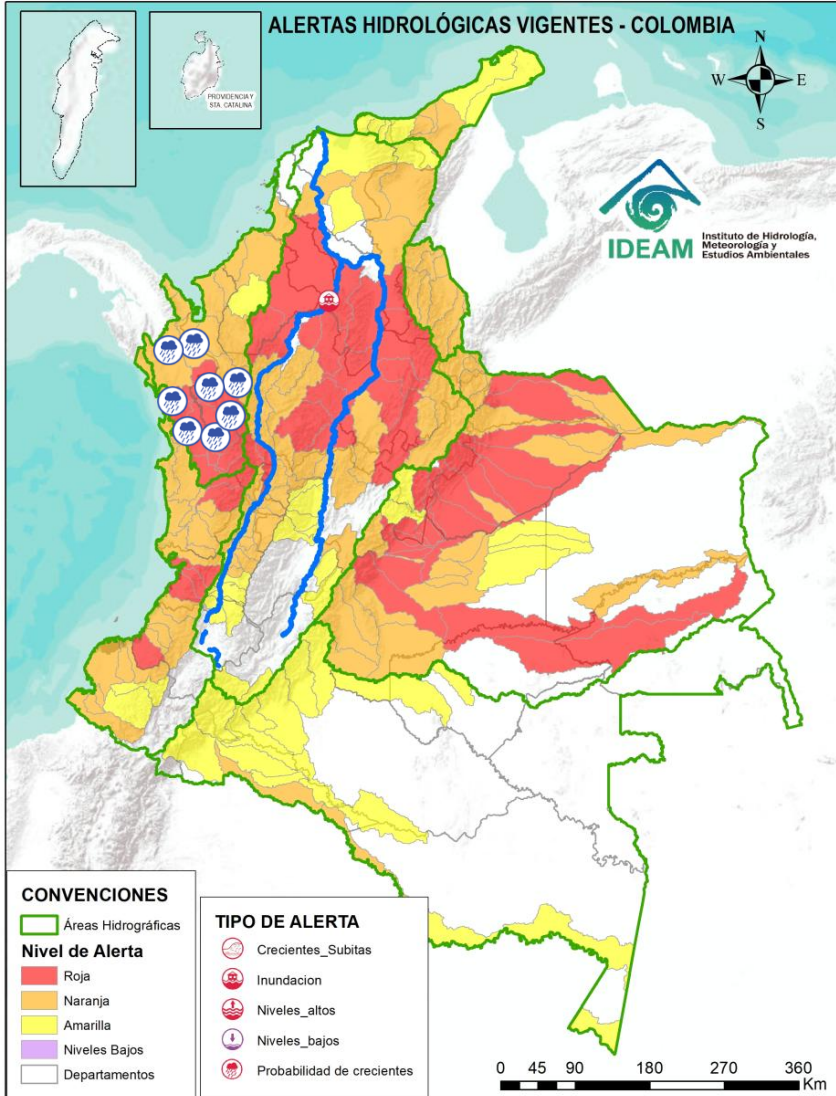 ALERTAS HIDROLÓGICAS VIGENTES - COLOMBIA
PROVIDENCIA Y
STA. CATALINA
N
W
E
S
IDEAM
Instituto de Hidrología,
Meteorología y
Estudios Ambientales
CONVENCIONES
Áreas Hidrográficas
Nivel de Alerta
Roja
Naranja
Amarilla
Niveles Bajos
Departamentos
TIPO DE ALERTA
Crecientes_Subitas
Inundacion
Niveles_altos
Niveles_bajos
Probabilidad de crecientes
0 45 90 180 270 360
Km